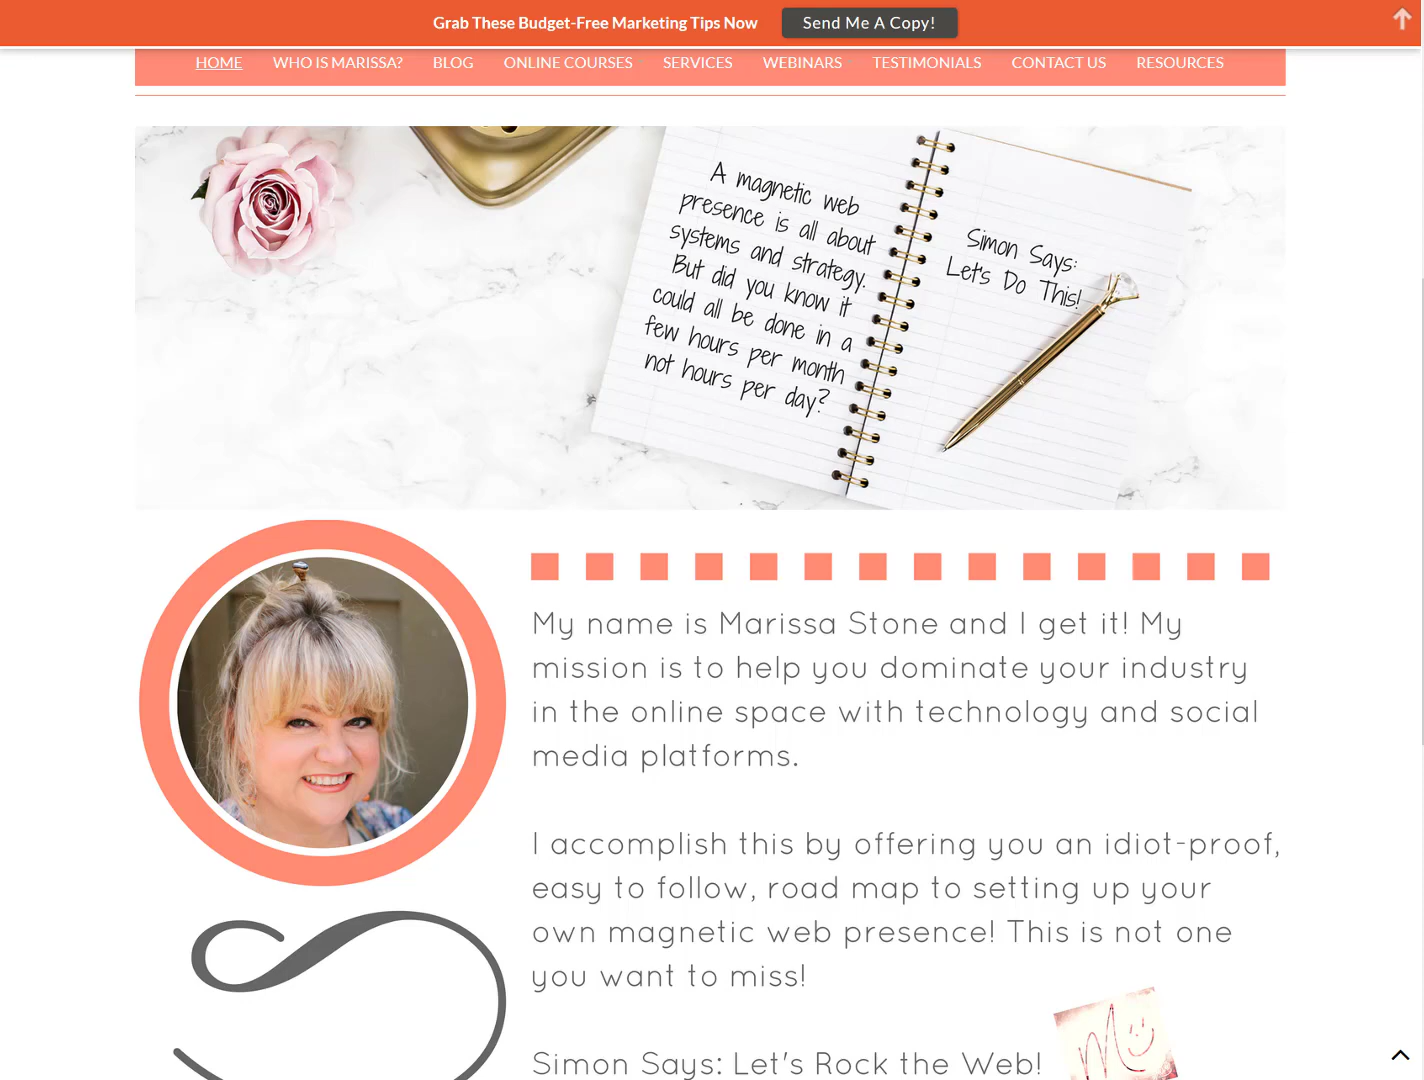 Grab These Budget-Free Marketing Tips Now Send Me A Copy!
HOME WHO IS MARISSA? BLOG ONLINE COURSES SERVICES WEBINARS TESTIMONIALS CONTACT US RESOURCES
A magnetic web
presence is all about
systems and strategy.
But did you know it
could all be done in a
few hours per month
not hours per day?
Simon Says:
Let's Do This!
My name is Marissa Stone and I get it! My
mission is to help you dominate your industry
in the online space with technology and social
media platforms.
I accomplish this by offering you an idiot-proof,
easy to follow, road map to setting up your
own magnetic web presence! This is not one
you want to miss!
Simon Says: Let's Rock the Web!
M